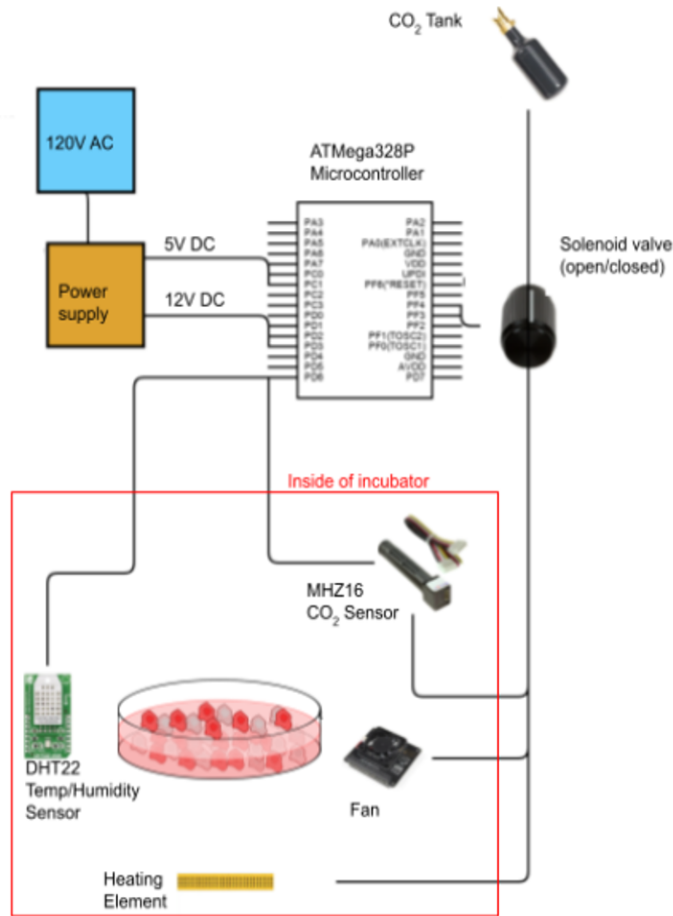 CO₂ Tank
120V AC
ATMega328P
Microcontroller
5V DC
12V DC
Power
supply
Solenoid valve
(open/closed)
PA3
PA4
PA5
PA6
PA7
PC0
PC1
PC2
PC3
PD0
PD1
PD2
PD3
PD4
PD5
PD6
PA2
PA1
PA0(EXTCLK)
GND
VDD
UPDI
PF6(*RESET)
PF5
PF4
PF3
PF2
PF1(TOSC2)
PF0(TOSC1)
GND
AVDD
PD7
Inside of incubator
MHZ16
CO₂ Sensor
DHT22
Temp/Humidity
Sensor
Fan
Heating
Element